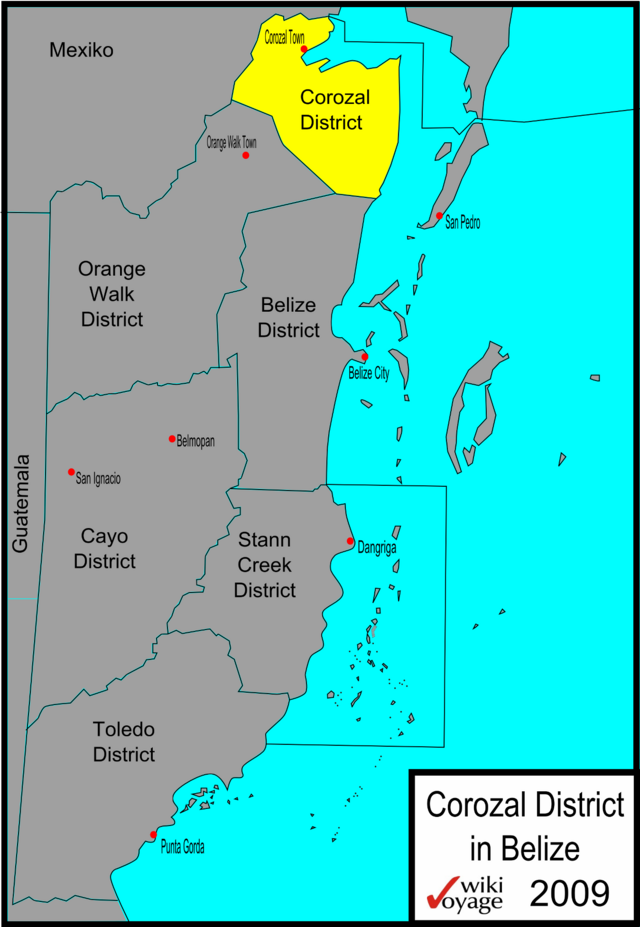 Mexiko
Corozal Town
Corozal
District
Orange Walk Town
San Pedro
Orange
Walk
District
Belize
District
Belize City
Belmopan
San Ignacio
Guatemala
Cayo
District
Stann
Creek
District
Dangriga
Toledo
District
Punta Gorda
Corozal District
in Belize
wiki
voyage
2009